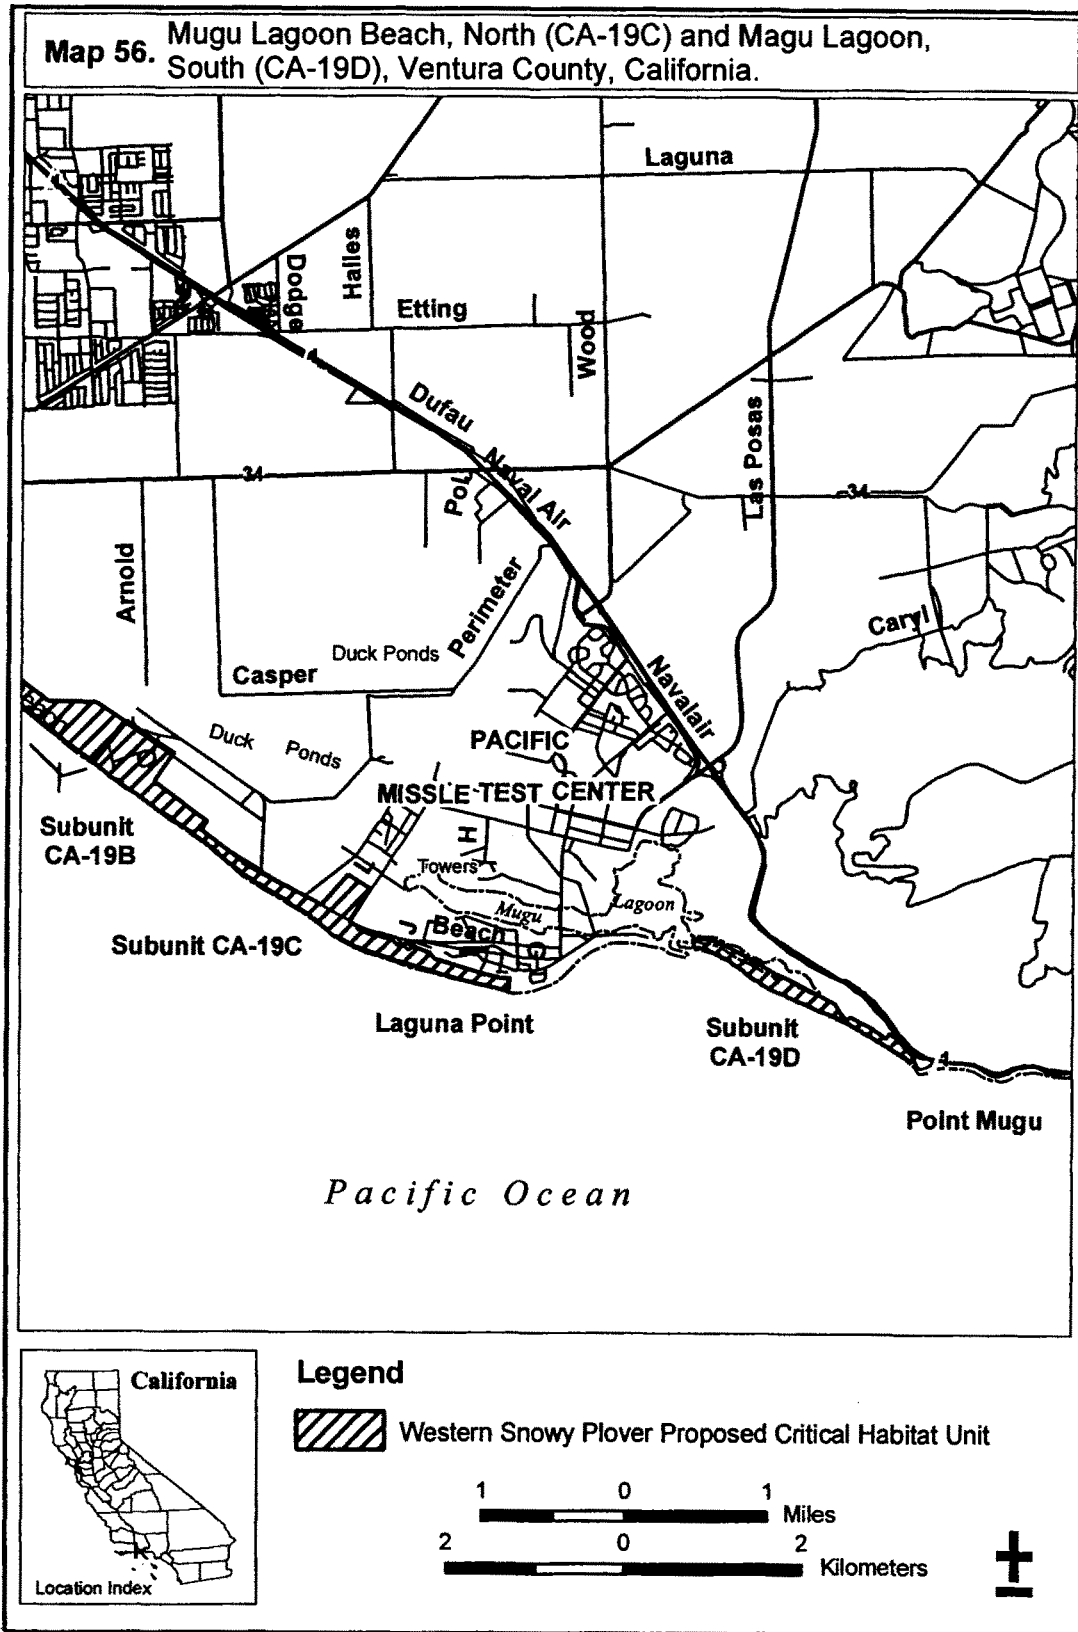 Map 56.
Mugu Lagoon Beach, North (CA-19C) and Magu Lagoon,
South (CA-19D), Ventura County, California.
Laguna
Hailes
Dodge
Etting
Wood
Dufau
Las Posas
34
Naval Air
Pol
34
Arnold
Perimeter
Caryl
Duck Ponds
Casper
Navalair
Duck Ponds
PACIFIC
MISSLE TEST CENTER
Subunit
CA-19B
H
Towers
Mugu
Lagoon
J
Beach
Subunit CA-19C
Laguna Point
Subunit
CA-19D
1
Point Mugu
Pacific Ocean
California
Location Index
Legend
Western Snowy Plover Proposed Critical Habitat Unit
1 0 1
Miles
2 0 2
Kilometers